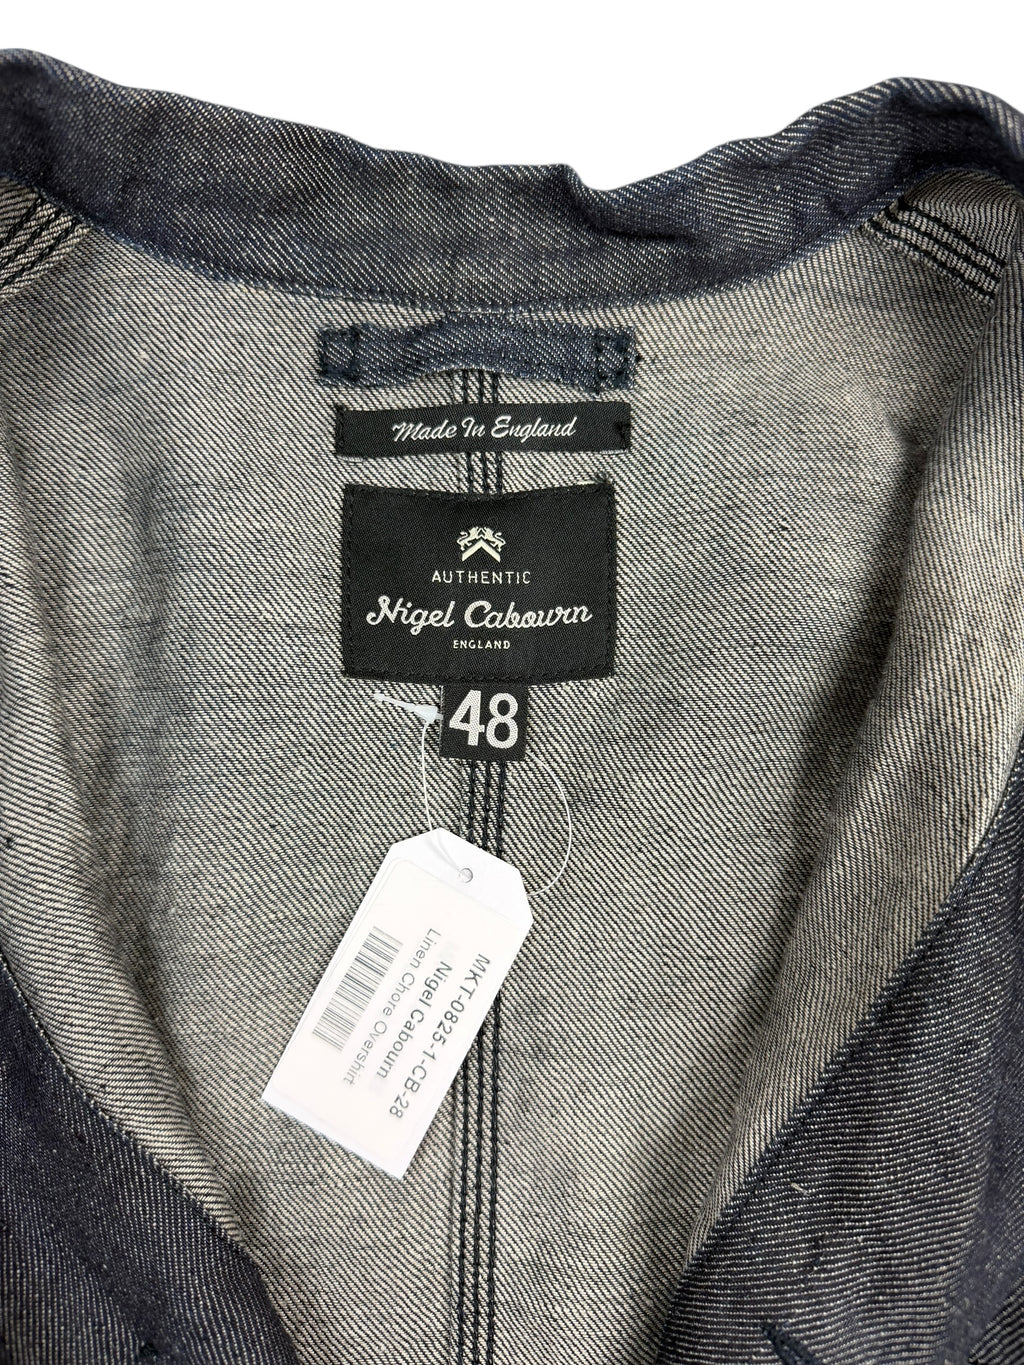 Made In England
AUTHENTIC
Nigel Cabourn
ENGLAND
48
MKT-0825-1-CB-28
Nigel Cabourn
Linen Chore Overshirt